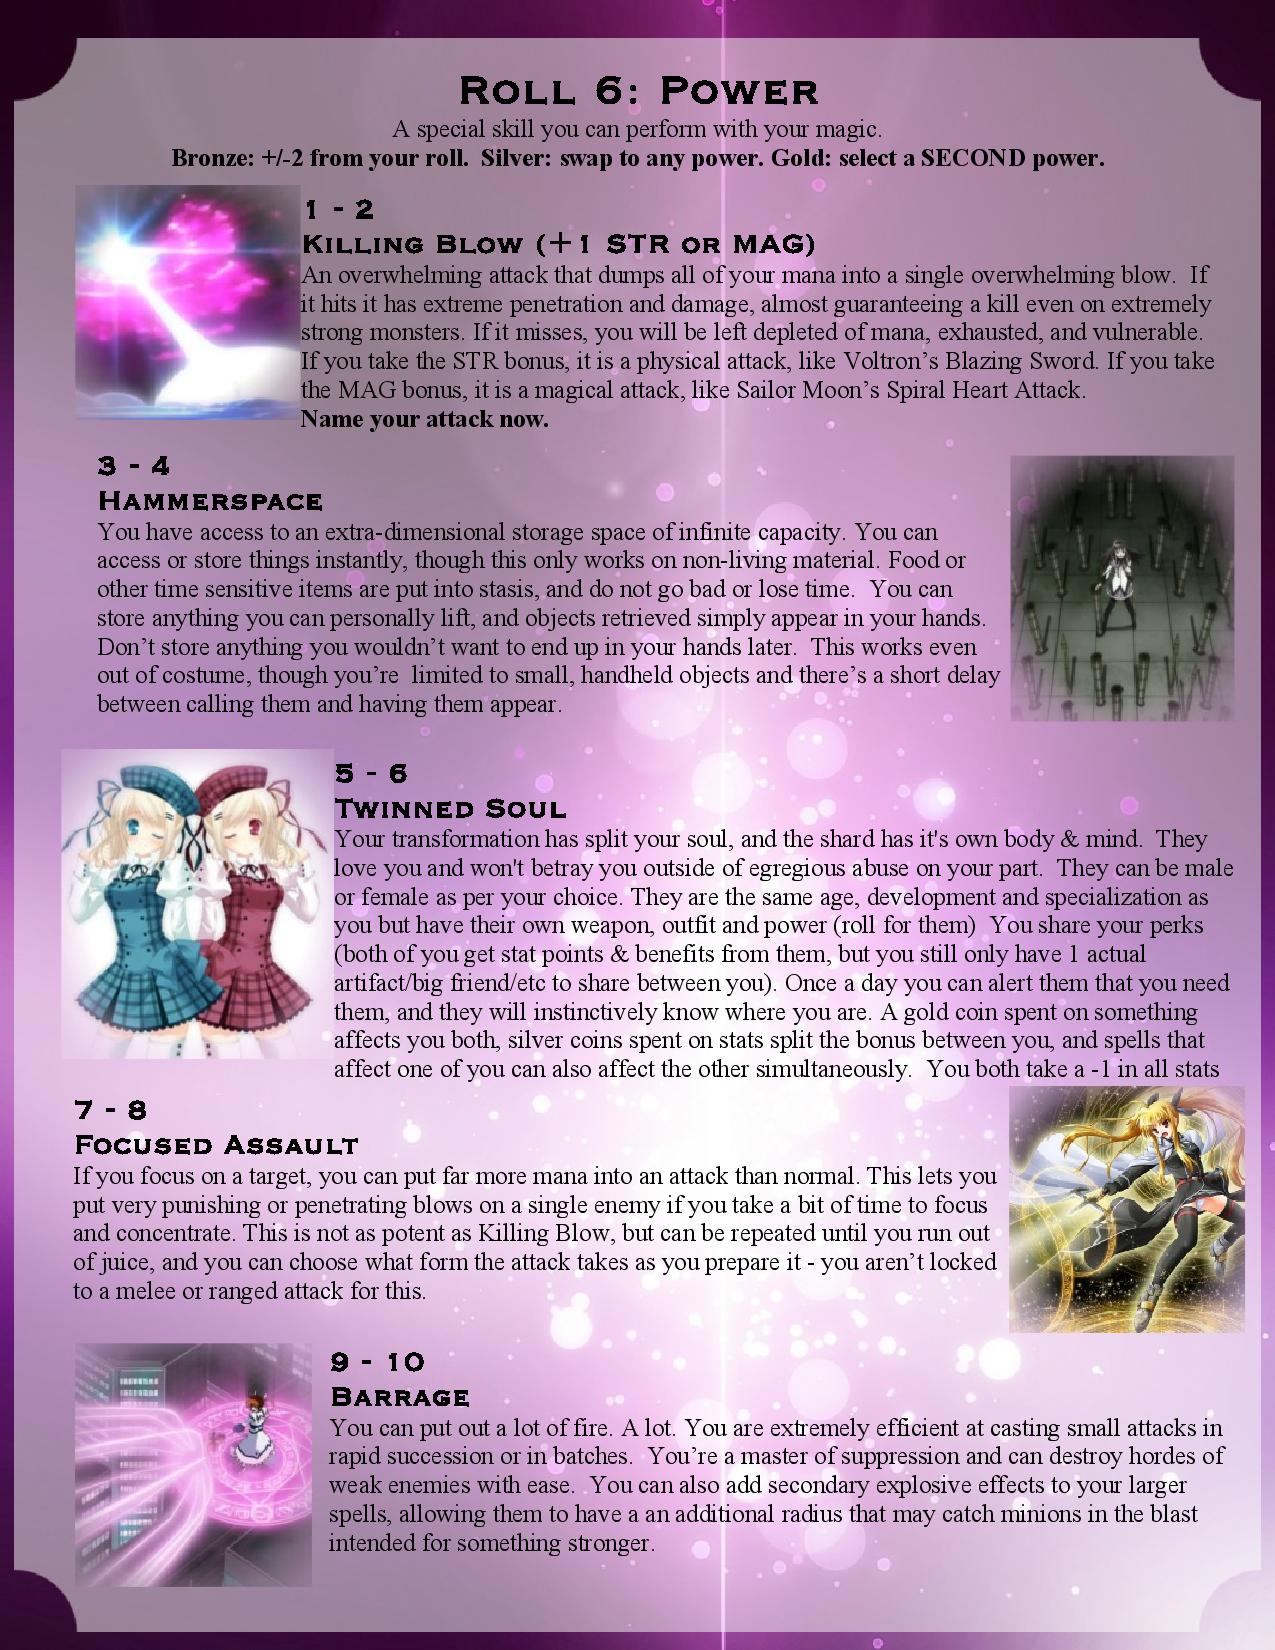 Roll 6: Power
A special skill you can perform with your magic.
Bronze: +/-2 from your roll.  Silver: swap to any power. Gold: select a SECOND power.
1 - 2
Killing Blow (+1 STR or MAG)
An overwhelming attack that dumps all of your mana into a single overwhelming blow.  If
it hits it has extreme penetration and damage, almost guaranteeing a kill even on extremely
strong monsters. If it misses, you will be left depleted of mana, exhausted, and vulnerable.
If you take the STR bonus, it is a physical attack, like Voltron’s Blazing Sword. If you take
the MAG bonus, it is a magical attack, like Sailor Moon’s Spiral Heart Attack.
Name your attack now.
3 - 4
Hammerspace
You have access to an extra-dimensional storage space of infinite capacity. You can
access or store things instantly, though this only works on non-living material. Food or
other time sensitive items are put into stasis, and do not go bad or lose time.  You can
store anything you can personally lift, and objects retrieved simply appear in your hands.
Don’t store anything you wouldn’t want to end up in your hands later.  This works even
out of costume, though you’re  limited to small, handheld objects and there’s a short delay
between calling them and having them appear.
5 - 6
Twinned Soul
Your transformation has split your soul, and the shard has it's own body & mind.  They
love you and won't betray you outside of egregious abuse on your part.  They can be male
or female as per your choice. They are the same age, development and specialization as
you but have their own weapon, outfit and power (roll for them)  You share your perks
(both of you get stat points & benefits from them, but you still only have 1 actual
artifact/big friend/etc to share between you). Once a day you can alert them that you need
them, and they will instinctively know where you are. A gold coin spent on something
affects you both, silver coins spent on stats split the bonus between you, and spells that
affect one of you can also affect the other simultaneously.  You both take a -1 in all stats
7 - 8
Focused Assault
If you focus on a target, you can put far more mana into an attack than normal. This lets you
put very punishing or penetrating blows on a single enemy if you take a bit of time to focus
and concentrate. This is not as potent as Killing Blow, but can be repeated until you run out
of juice, and you can choose what form the attack takes as you prepare it - you aren’t locked
to a melee or ranged attack for this.
9 - 10
Barrage
You can put out a lot of fire. A lot. You are extremely efficient at casting small attacks in
rapid succession or in batches.  You’re a master of suppression and can destroy hordes of
weak enemies with ease.  You can also add secondary explosive effects to your larger
spells, allowing them to have a an additional radius that may catch minions in the blast
intended for something stronger.